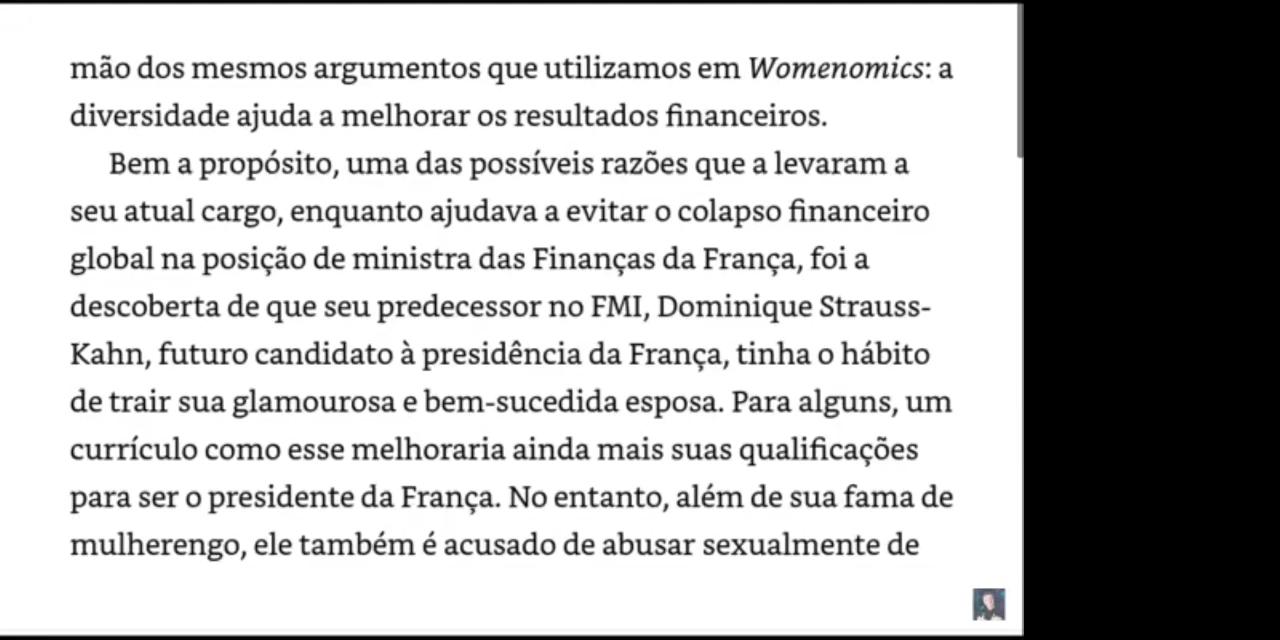 mão dos mesmos argumentos que utilizamos em Womenomics: a
diversidade ajuda a melhorar os resultados financeiros.
Bem a propósito, uma das possíveis razões que a levaram a
seu atual cargo, enquanto ajudava a evitar o colapso financeiro
global na posição de ministra das Finanças da França, foi a
descoberta de que seu predecessor no FMI, Dominique Strauss-
Kahn, futuro candidato à presidência da França, tinha o hábito
de trair sua glamourosa e bem-sucedida esposa. Para alguns, um
currículo como esse melhoraria ainda mais suas qualificações
para ser o presidente da França. No entanto, além de sua fama de
mulherengo, ele também é acusado de abusar sexualmente de